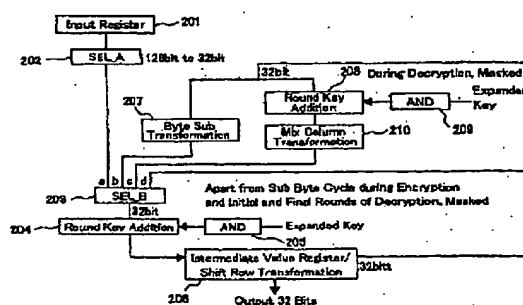 Input Register
201
202
SEL_A
128bit to 32bit
32bit
208
During Decryption, Masked
207
Round Key
Addition
AND
Expanded
Key
209
Byte Sub
Transformation
Mix Column
Transformation
210
a b c d
203
SEL_B
Apart from Sub Byte Cycle during Encryption
and Initial and Final Rounds of Decryption, Masked
32bit
204
Round Key Addition
AND
Expanded Key
205
Intermediate Value Register/
Shift Row Transformation
32bit
206
Output 32 Bits